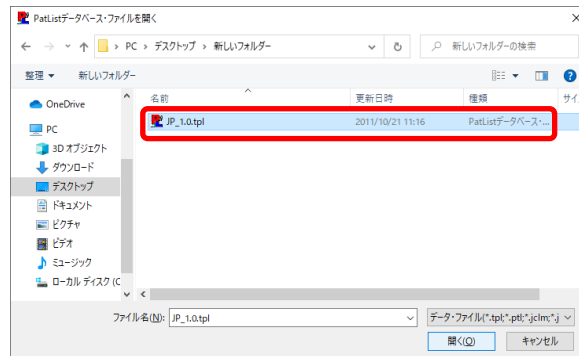 PatListデータベース・ファイルを開く
PC › デスクトップ › 新しいフォルダー
新しいフォルダーの検索
整理 新しいフォルダー
名前 更新日時 種類 サイ
JP_1.0.tpl 2011/10/21 11:16 PatListデータベース・...
OneDrive
PC
3D オブジェクト
ダウンロード
デスクトップ
ドキュメント
ピクチャ
ビデオ
ミュージック
ローカル ディスク (C
ファイル名(N): JP_1.0.tpl データ・ファイル(*.tpl;*.ptl;*.jclm;*.j
開く(O) キャンセル